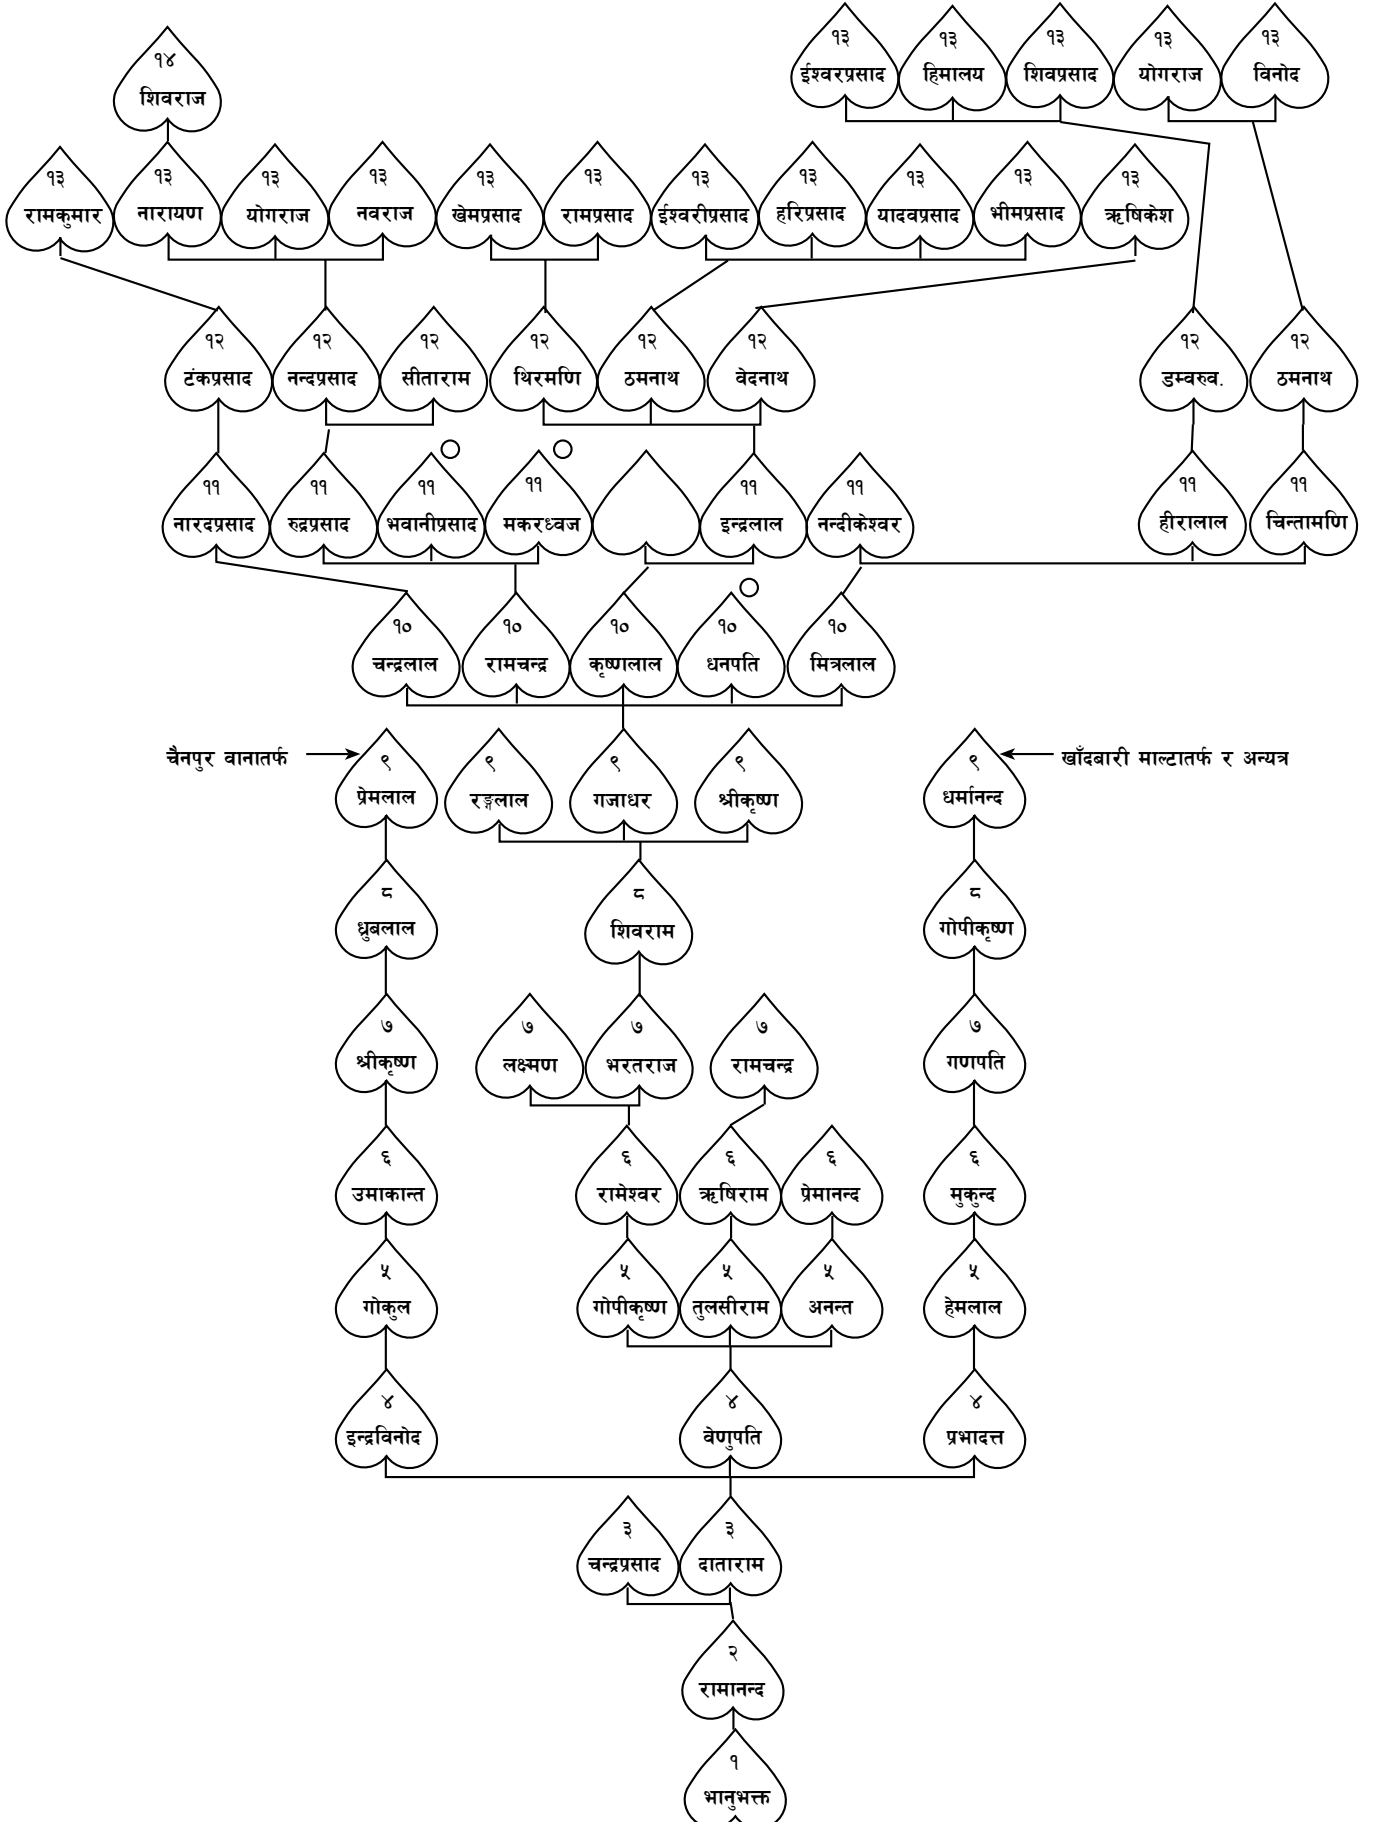 १३ १३ १३ १३ १३
ईश्वरप्रसाद हिमालय शिवप्रसाद योगराज विनोद
१४
शिवराज
१३ १३ १३ १३ १३ १३ १३ १३ १३ १३ १३
रामकुमार नारायण योगराज नवराज खेमप्रसाद रामप्रसाद ईश्वरीप्रसाद हरिप्रसाद यादवप्रसाद भीमप्रसाद ऋषिकेश
१२ १२ १२ १२ १२ १२ १२ १२
टंकप्रसाद नन्दप्रसाद सीताराम थिरमणि ठमनाथ वेदनाथ डम्वरुव. ठमनाथ
११ ११ ११ ११ ११ ११ ११ ११
नारदप्रसाद रुद्रप्रसाद भवानीप्रसाद मकरध्वज इन्द्रलाल नन्दीकेश्वर हीरालाल चिन्तामणि
१० १० १० १० १०
चन्द्रलाल रामचन्द्र कृष्णलाल धनपति मित्रलाल
चैनपुर वानातर्फ ९ ९ ९ ९ ९ खाँदबारी माल्टातर्फ र अन्यत्र
प्रेमलाल रङ्गलाल गजाधर श्रीकृष्ण धर्मानन्द
८ ८ ८
ध्रुबलाल शिवराम गोपीकृष्ण
७ ७ ७ ७ ७
श्रीकृष्ण लक्ष्मण भरतराज रामचन्द्र गणपति
६ ६ ६ ६ ६
उमाकान्त रामेश्वर ऋषिराम प्रेमानन्द मुकुन्द
५ ५ ५ ५ ५
गोकुल गोपीकृष्ण तुलसीराम अनन्त हेमलाल
४ ४ ४
इन्द्रविनोद वेणुपति प्रभादत्त
३ ३
चन्द्रप्रसाद दाताराम
२
रामानन्द
१
भानुभक्त